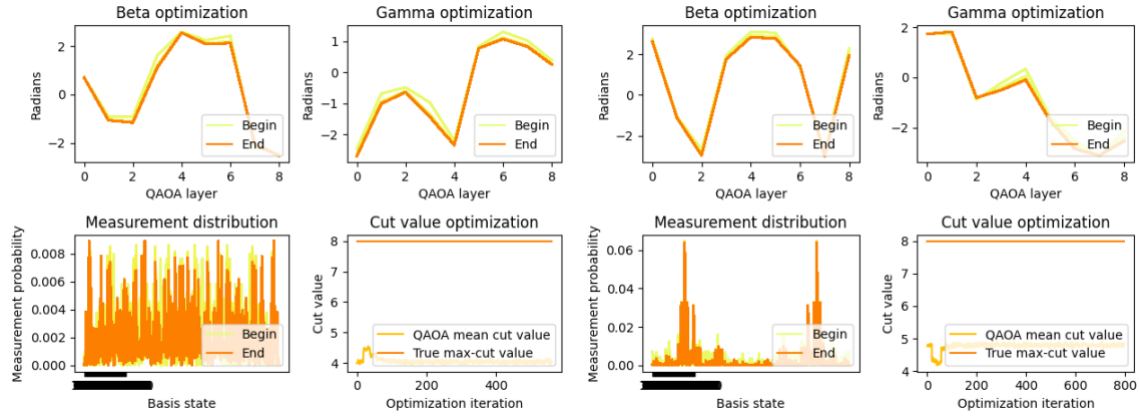 Beta optimization
Radians
2
0
−2
0 2 4 6 8
QAOA layer
Begin
End
Gamma optimization
Radians
1
0
−1
−2
0 2 4 6 8
QAOA layer
Begin
End
Beta optimization
Radians
2
0
−2
0 2 4 6 8
QAOA layer
Begin
End
Gamma optimization
Radians
2
0
−2
0 2 4 6 8
QAOA layer
Begin
End
Measurement distribution
Measurement probability
0.008
0.006
0.004
0.002
0.000
Basis state
Begin
End
Cut value optimization
Cut value
8
7
6
5
4
0 200 400
Optimization iteration
QAOA mean cut value
True max-cut value
Measurement distribution
Measurement probability
0.06
0.04
0.02
0.00
Basis state
Begin
End
Cut value optimization
Cut value
8
7
6
5
4
0 200 400 600 800
Optimization iteration
QAOA mean cut value
True max-cut value